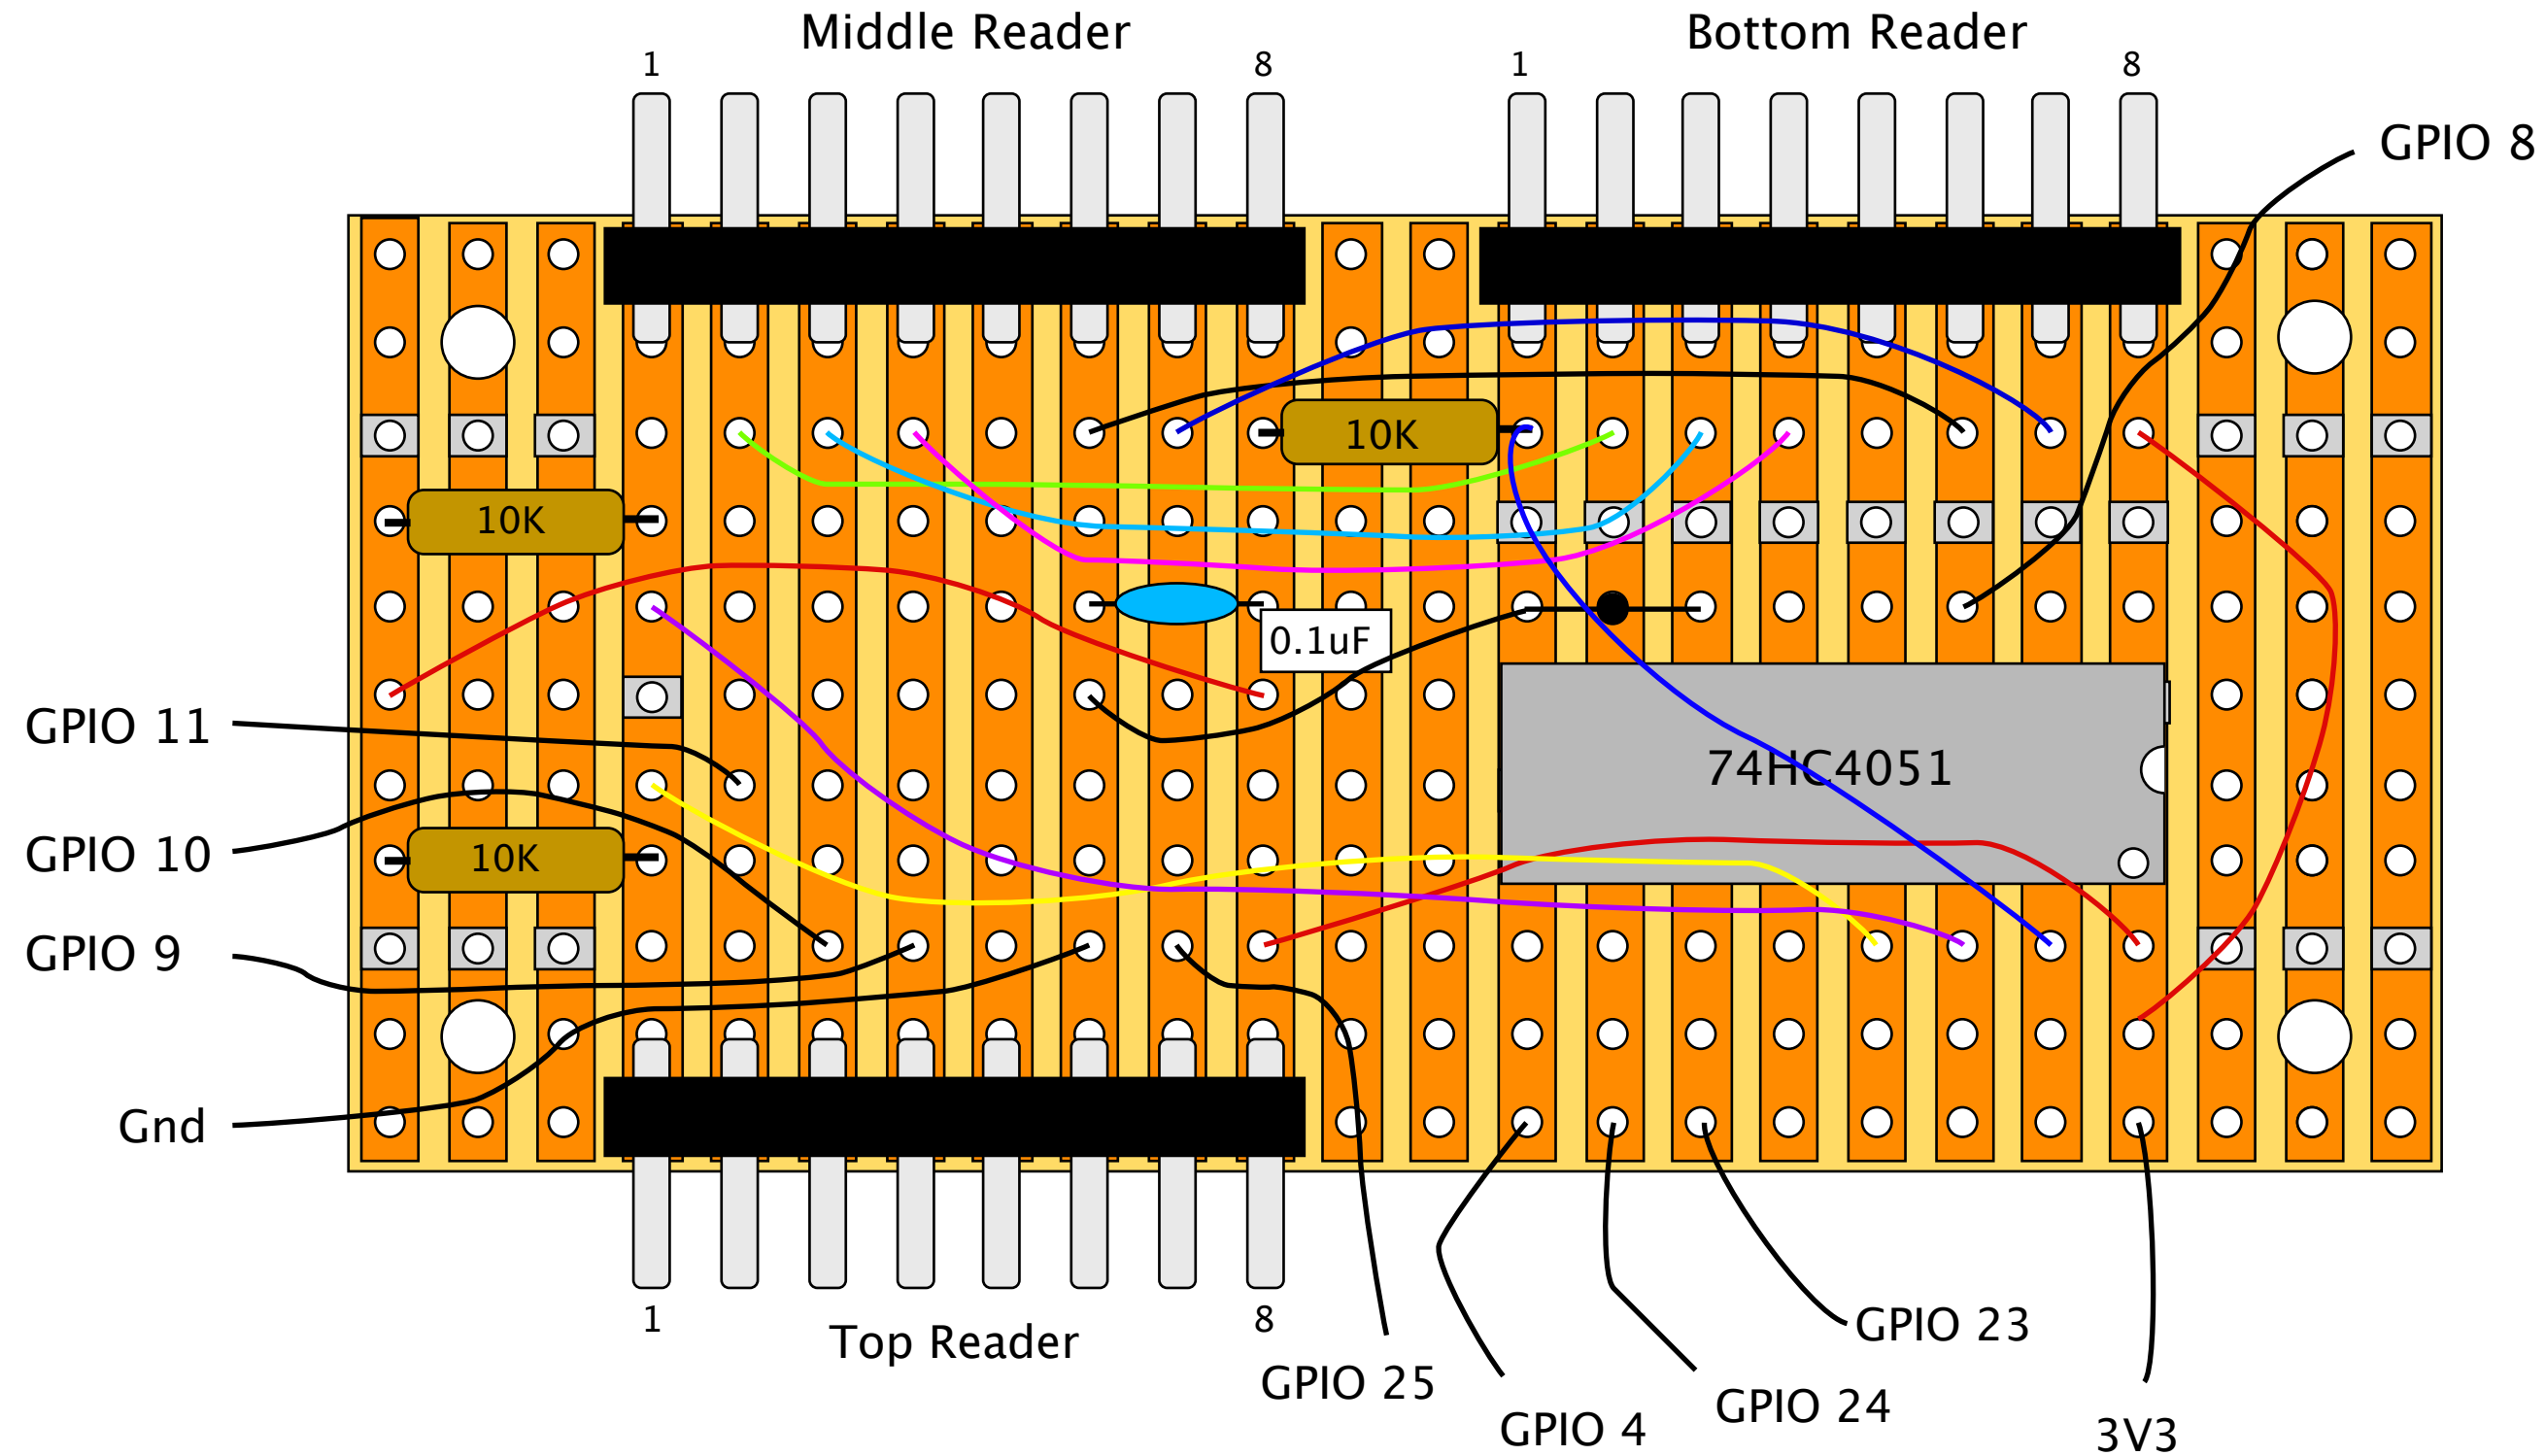 Middle Reader
Bottom Reader
1
8
1
8
GPIO 8
10K
10K
0.1uF
GPIO 11
74HC4051
GPIO 10
10K
GPIO 9
Gnd
1
8
Top Reader
GPIO 23
GPIO 25
GPIO 24
GPIO 4
3V3